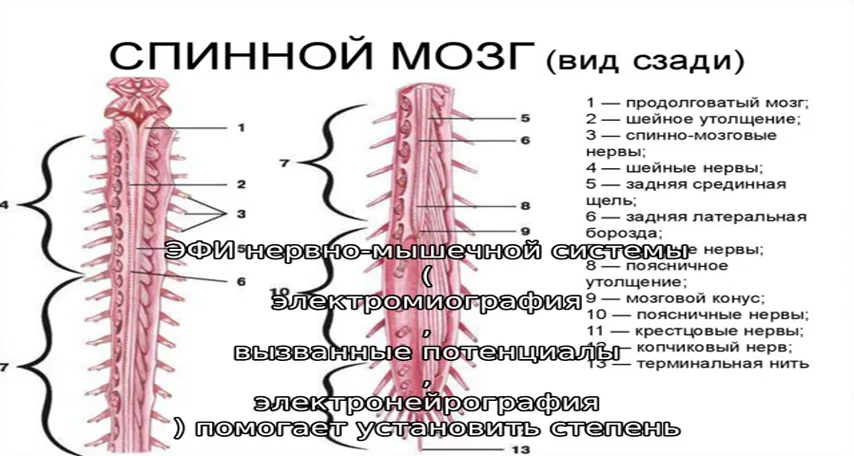 СПИННОЙ МОЗГ (вид сзади)
1 — продолговатый мозг;
2 — шейное утолщение;
3 — спинно-мозговые
нервы;
4 — шейные нервы;
5 — задняя срединная
щель;
6 — задняя латеральная
борозда;
нервы;
8 — поясничное
утолщение;
9 — мозговой конус;
10 — поясничные нервы;
11 — крестцовые нервы;
— копчиковый нерв;
13 — терминальная нить
1
2
3
4
5
6
7
5
6
7
8
9
10
13
ЭФИ нервно-мышечной системы
(
электромиография
,
вызванные потенциалы
,
электронейрография
) помогает установить степень